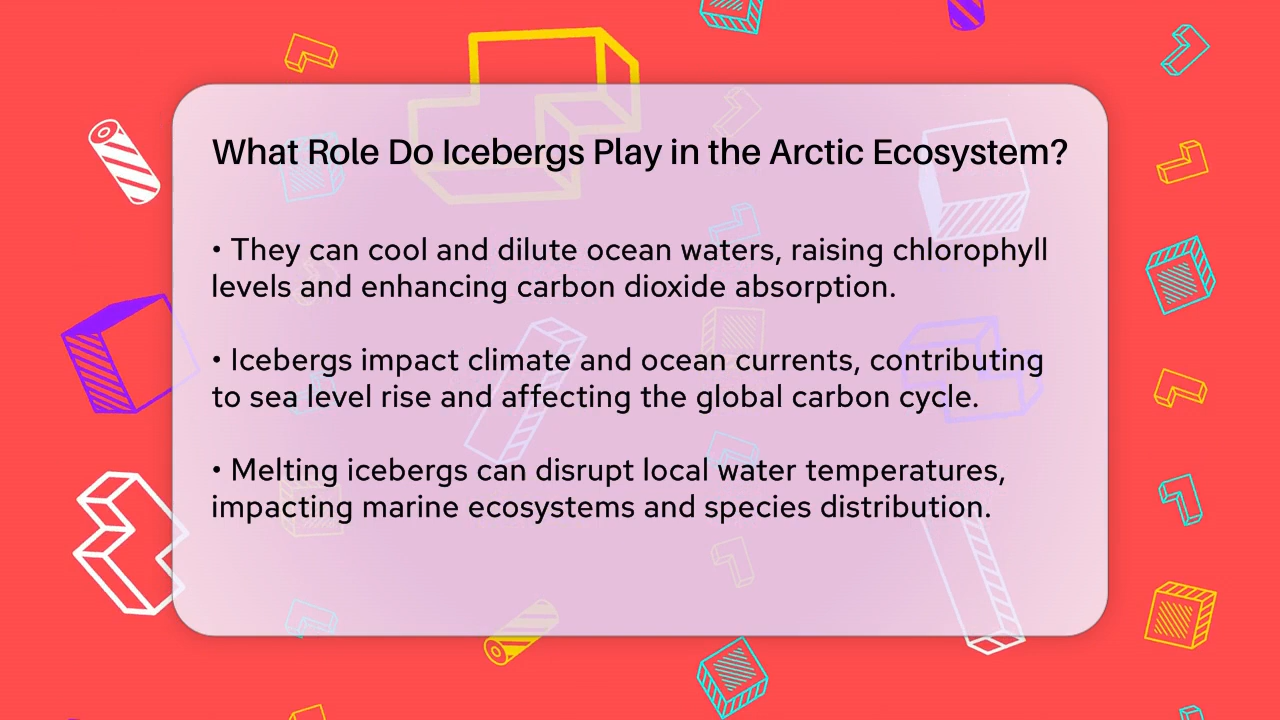 What Role Do Icebergs Play in the Arctic Ecosystem?
• They can cool and dilute ocean waters, raising chlorophyll
levels and enhancing carbon dioxide absorption.
• Icebergs impact climate and ocean currents, contributing
to sea level rise and affecting the global carbon cycle.
• Melting icebergs can disrupt local water temperatures,
impacting marine ecosystems and species distribution.